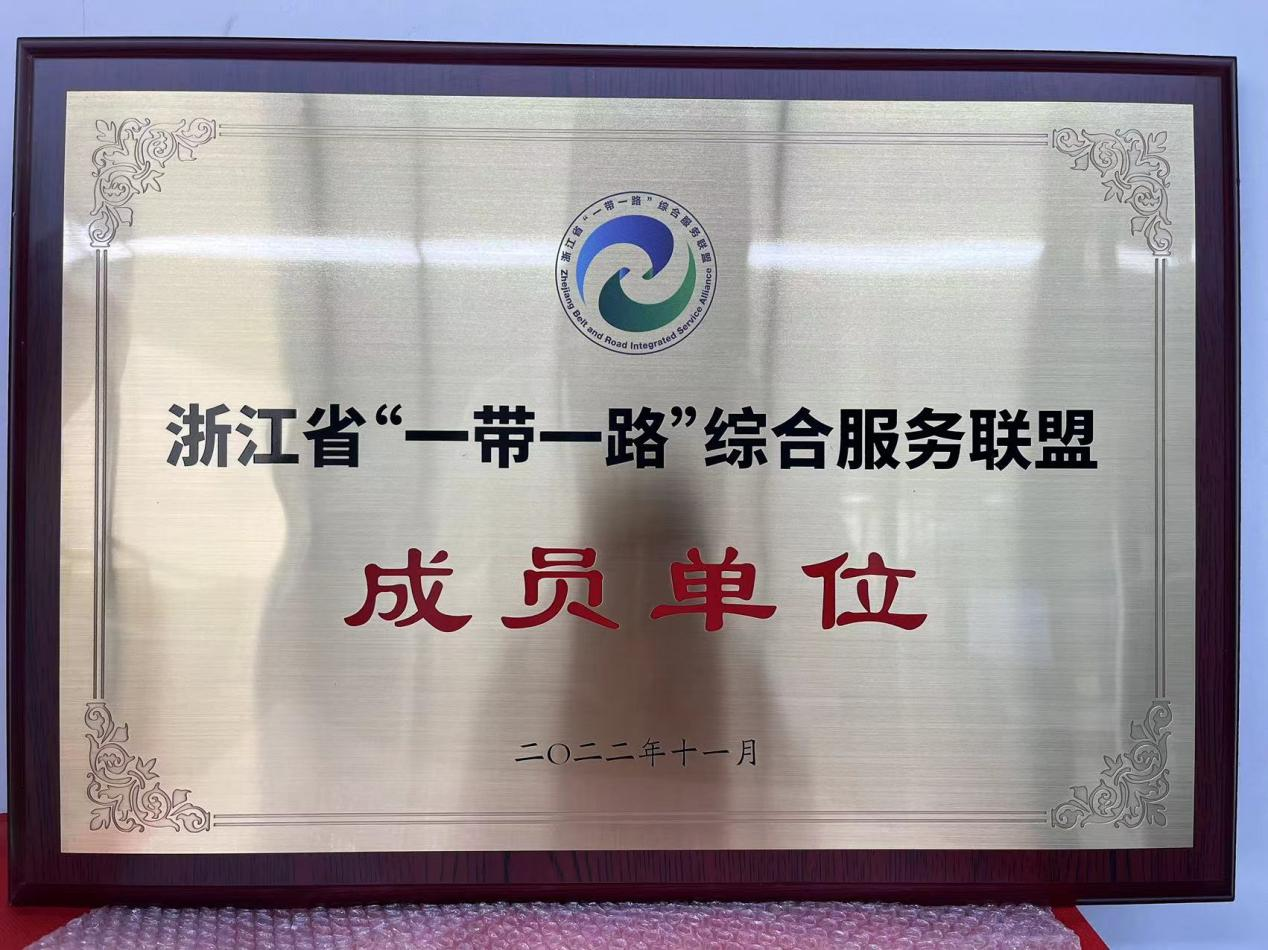 浙江省“一带一路”综合服务联盟
Zhejiang Belt and Road Integrated Service Alliance
浙江省“一带一路”综合服务联盟
成员单位
二〇二二年十一月